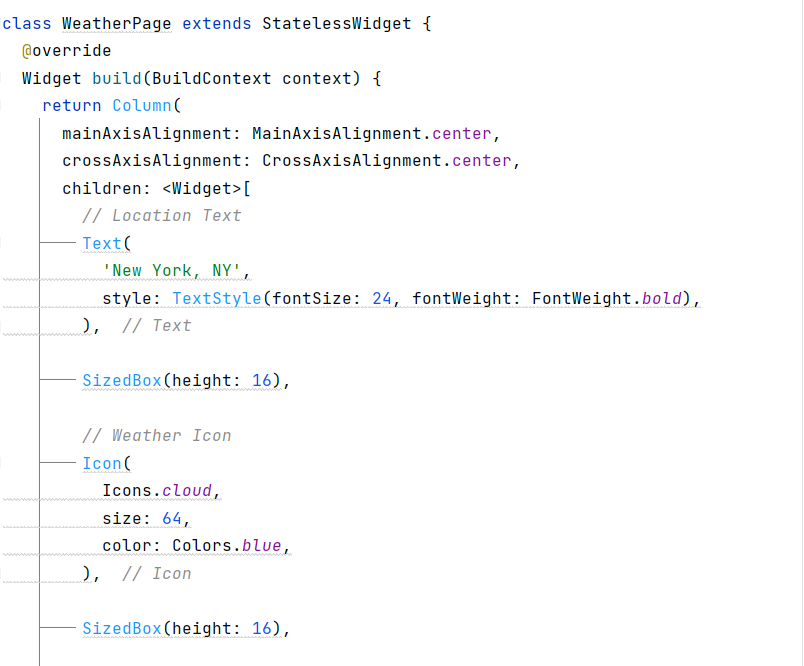 class WeatherPage extends StatelessWidget {
  @override
  Widget build(BuildContext context) {
    return Column(
      mainAxisAlignment: MainAxisAlignment.center,
      crossAxisAlignment: CrossAxisAlignment.center,
      children: <Widget>[
        // Location Text
        Text(
          'New York, NY',
          style: TextStyle(fontSize: 24, fontWeight: FontWeight.bold),
        ),  // Text
        SizedBox(height: 16),
        // Weather Icon
        Icon(
          Icons.cloud,
          size: 64,
          color: Colors.blue,
        ),  // Icon
        SizedBox(height: 16),